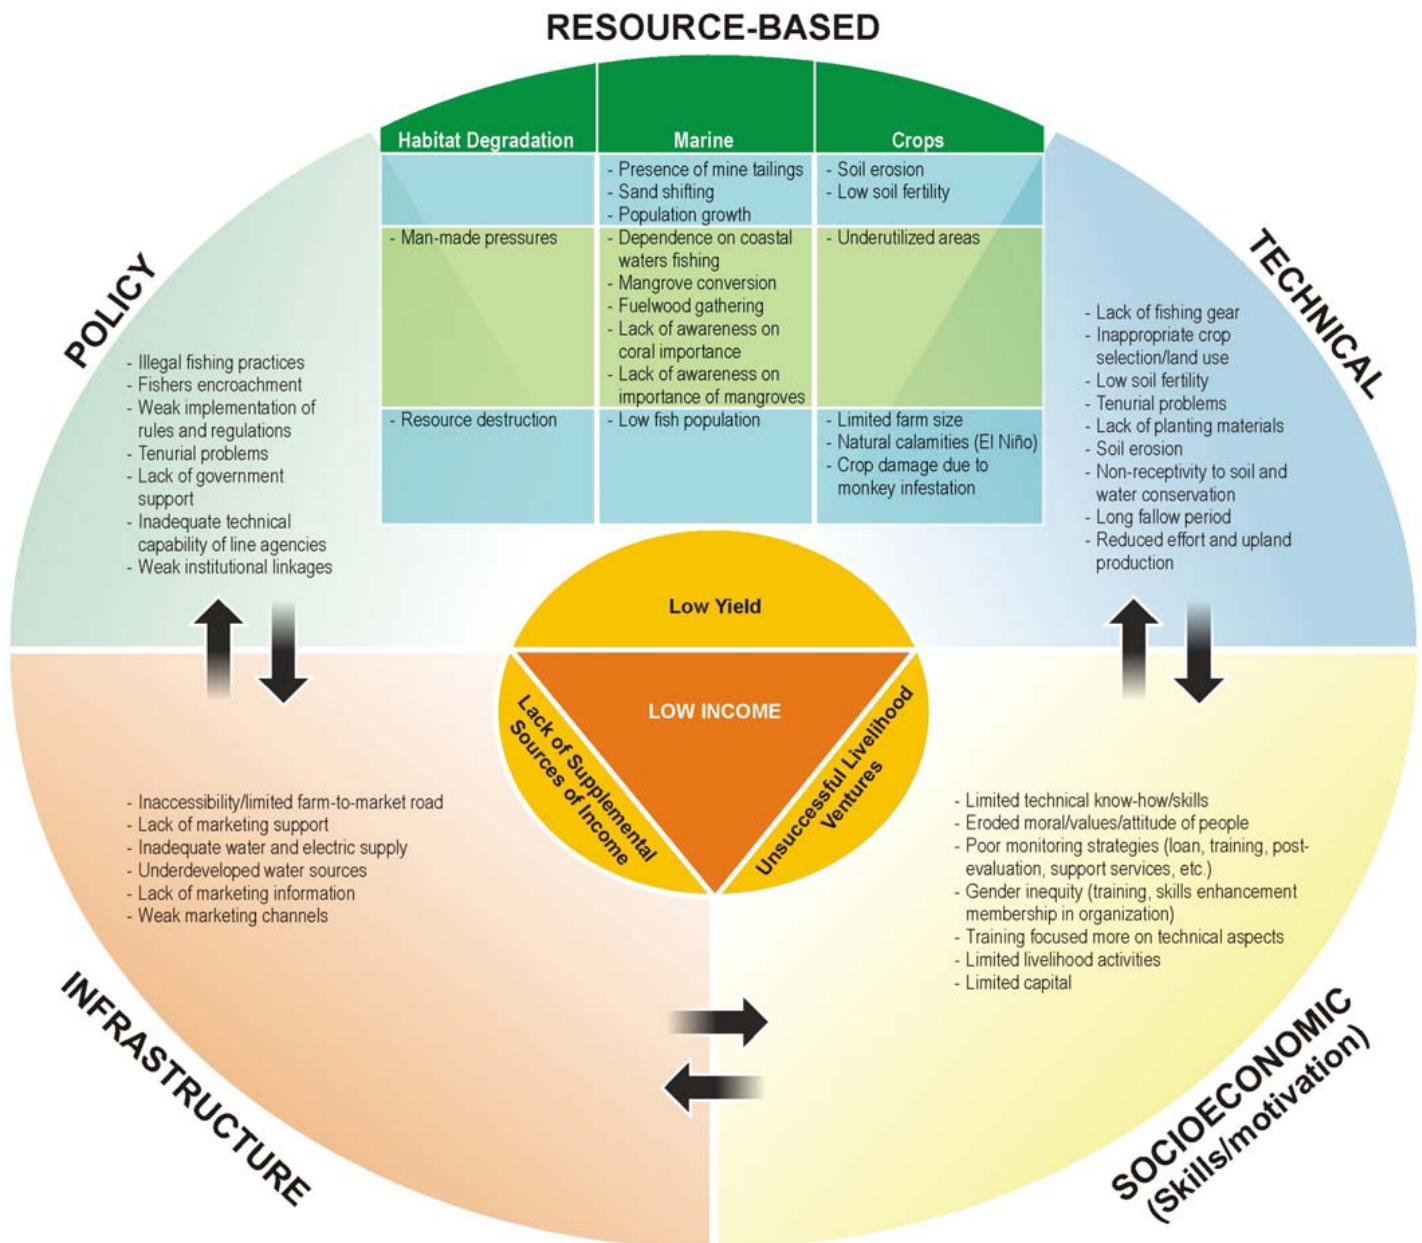 RESOURCE-BASED
Habitat Degradation
Marine
Crops
- Presence of mine tailings
- Sand shifting
- Population growth
- Soil erosion
- Low soil fertility
- Man-made pressures
- Dependence on coastal
waters fishing
- Mangrove conversion
- Fuelwood gathering
- Lack of awareness on
coral importance
- Lack of awareness on
importance of mangroves
- Underutilized areas
- Resource destruction
- Low fish population
- Limited farm size
- Natural calamities (El Niño)
- Crop damage due to
monkey infestation
POLICY
- Illegal fishing practices
- Fishers encroachment
- Weak implementation of
rules and regulations
- Tenurial problems
- Lack of government
support
- Inadequate technical
capability of line agencies
- Weak institutional linkages
TECHNICAL
- Lack of fishing gear
- Inappropriate crop
selection/land use
- Low soil fertility
- Tenurial problems
- Lack of planting materials
- Soil erosion
- Non-receptivity to soil and
water conservation
- Long fallow period
- Reduced effort and upland
production
Low Yield
LOW INCOME
Lack of Supplemental
Sources of Income
Unsuccessful Livelihood
Ventures
- Inaccessibility/limited farm-to-market road
- Lack of marketing support
- Inadequate water and electric supply
- Underdeveloped water sources
- Lack of marketing information
- Weak marketing channels
INFRASTRUCTURE
- Limited technical know-how/skills
- Eroded moral/values/attitude of people
- Poor monitoring strategies (loan, training, post-
evaluation, support services, etc.)
- Gender inequity (training, skills enhancement
membership in organization)
- Training focused more on technical aspects
- Limited livelihood activities
- Limited capital
SOCIOECONOMIC
(Skills/motivation)